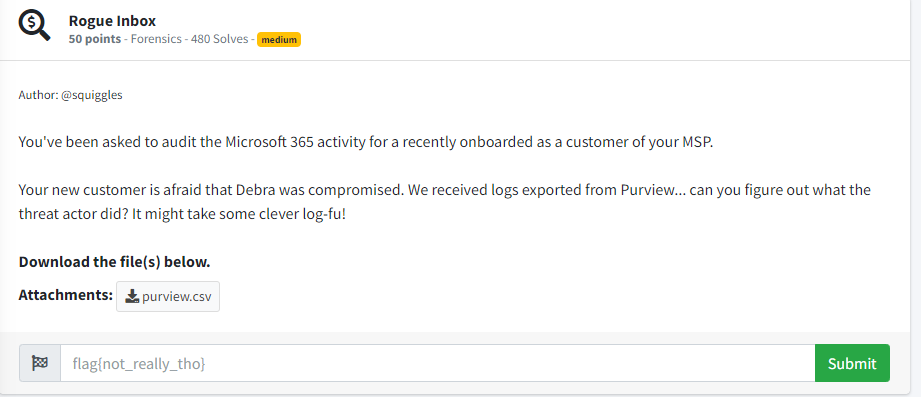 Rogue Inbox
50 points - Forensics - 480 Solves - medium
Author: @squiggles
You've been asked to audit the Microsoft 365 activity for a recently onboarded as a customer of your MSP.
Your new customer is afraid that Debra was compromised. We received logs exported from Purview... can you figure out what the
threat actor did? It might take some clever log-fu!
Download the file(s) below.
Attachments: purview.csv
flag{not_really_tho} Submit